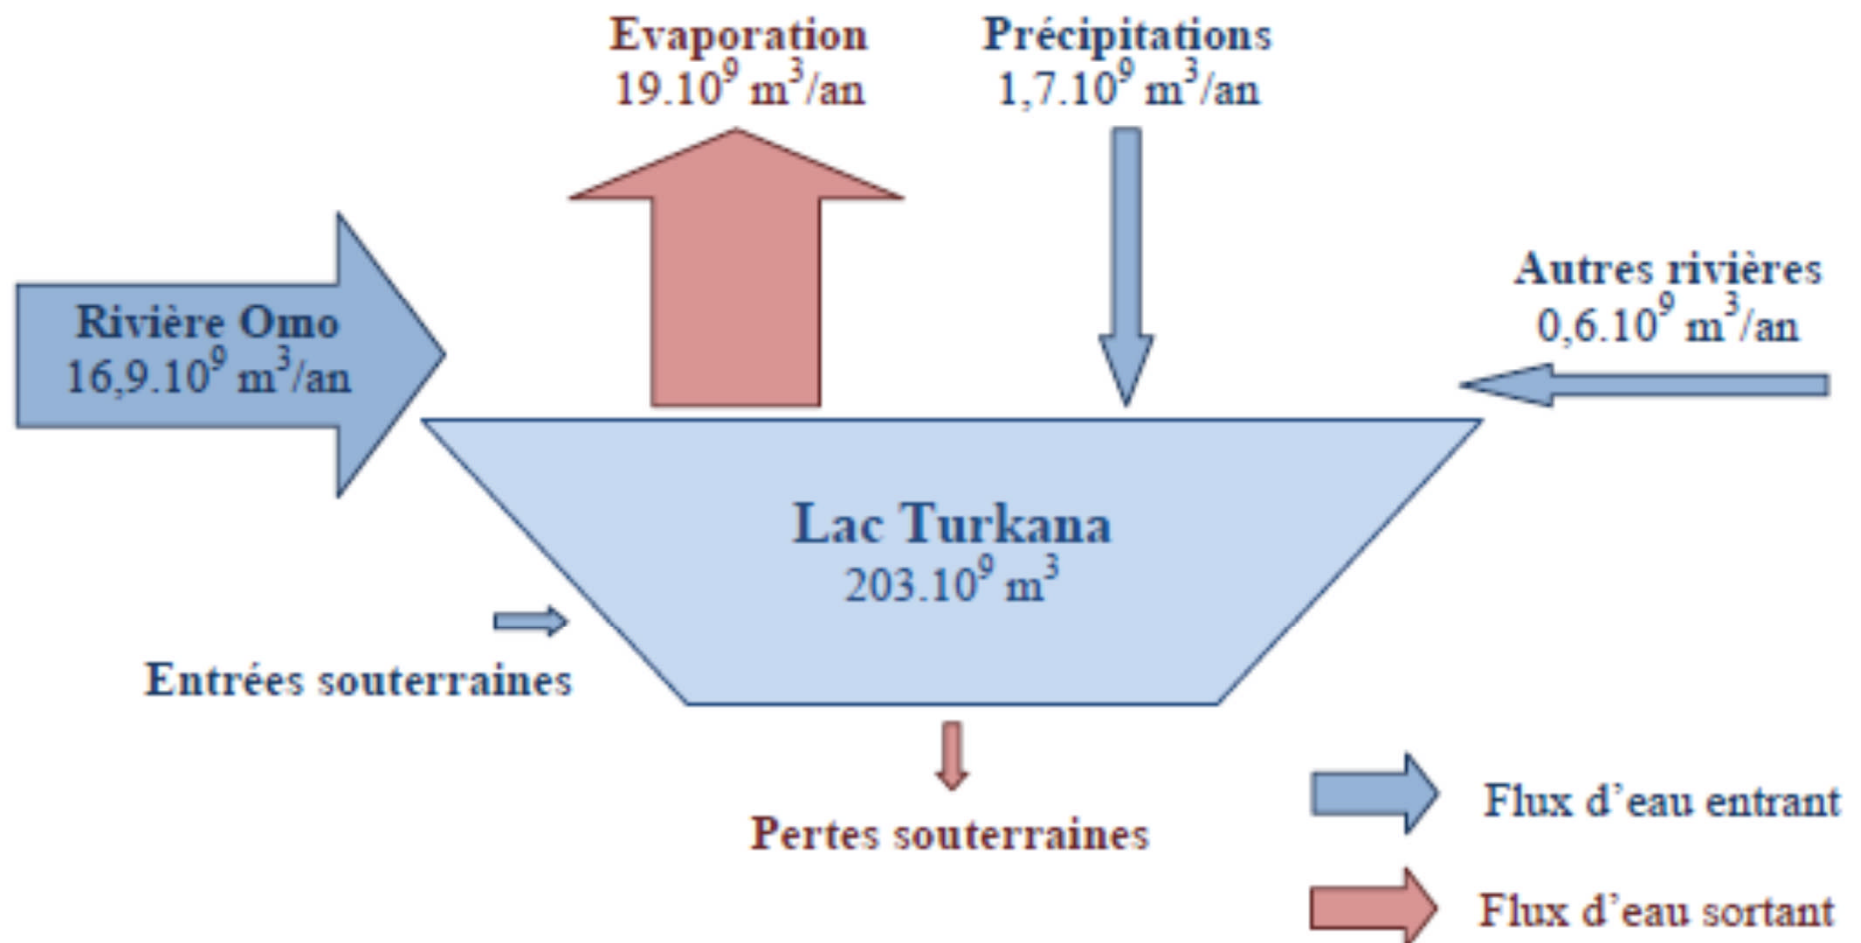 Evaporation
19.10⁹ m³/an
Précipitations
1,7.10⁹ m³/an
Rivière Omo
16,9.10⁹ m³/an
Autres rivières
0,6.10⁹ m³/an
Lac Turkana
203.10⁹ m³
Entrées souterraines
Pertes souterraines
Flux d’eau entrant
Flux d’eau sortant